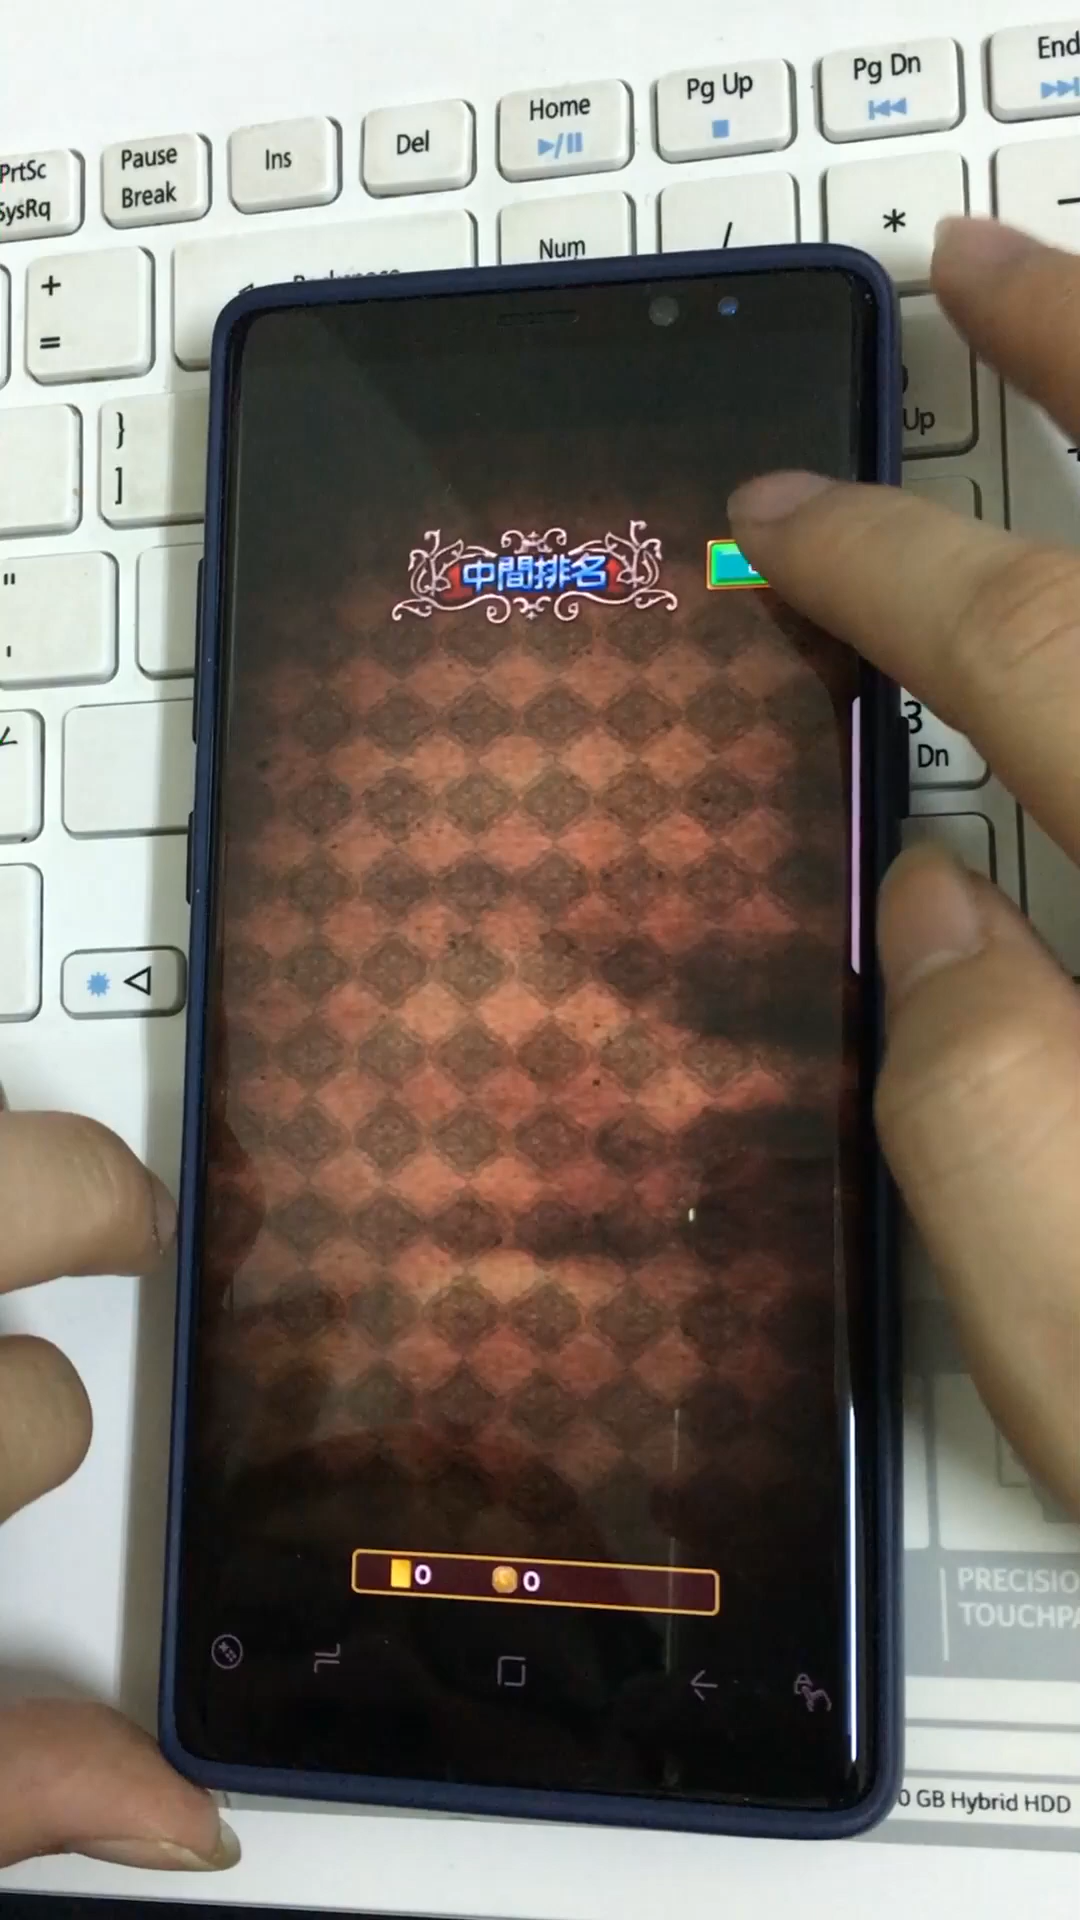 End
Pg Dn
Pg Up
Home
Del
Ins
Pause
Break
PrtSc
SysRq
*
/
Num
+
=
}
]
"
'
Up
3
Dn
中間排名
0
0
PRECISIO
TOUCHPA
0 GB Hybrid HDD